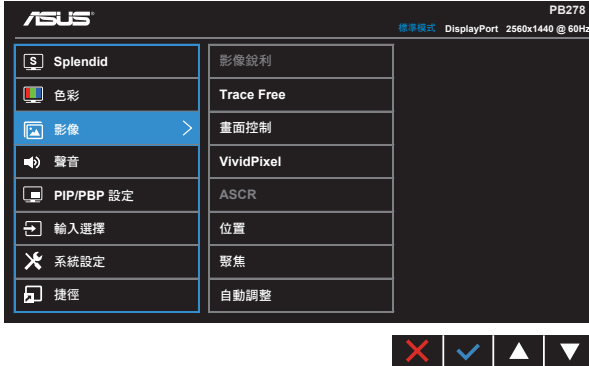 ASUS
PB278
標準模式 DisplayPort 2560x1440 @ 60Hz
S Splendid
色彩
影像
聲音
PIP/PBP 設定
輸入選擇
系統設定
捷徑
影像銳利
Trace Free
畫面控制
VividPixel
ASCR
位置
聚焦
自動調整